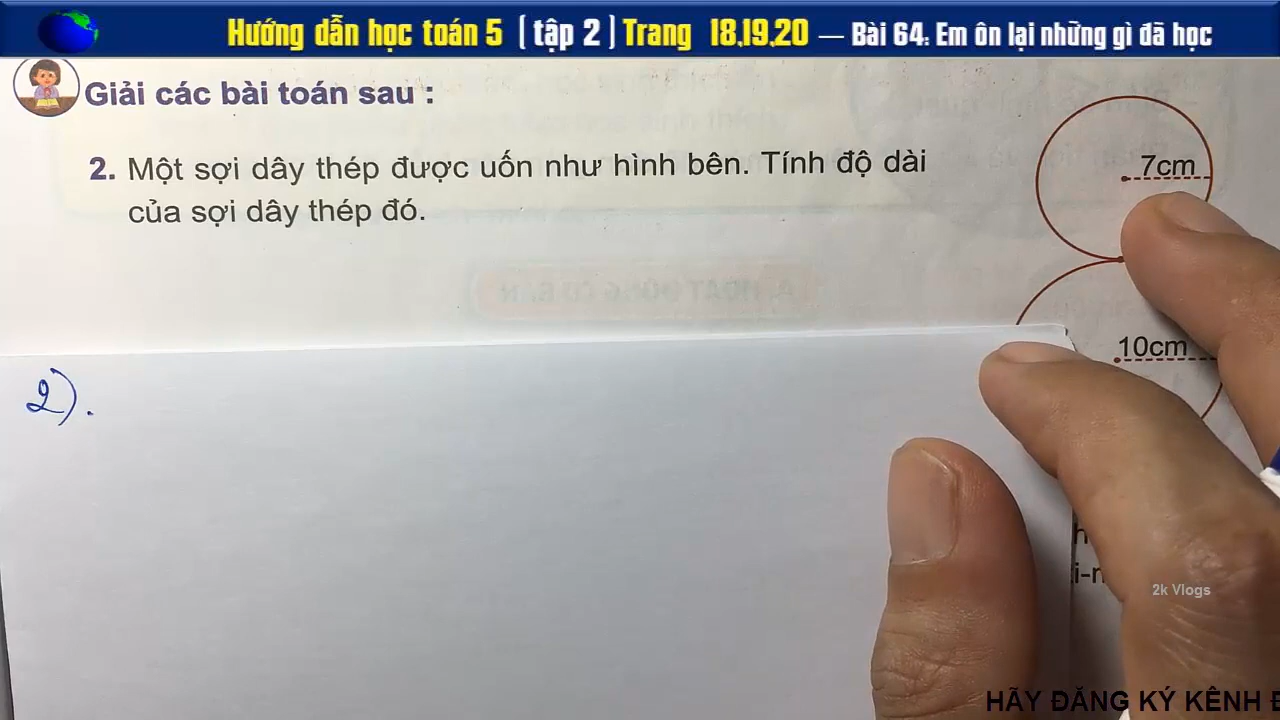 Hướng dẫn học toán 5 ( tập 2 ) Trang 18,19,20 — Bài 64: Em ôn lại những gì đã học
Giải các bài toán sau :
2. Một sợi dây thép được uốn như hình bên. Tính độ dài
của sợi dây thép đó.
7cm
10cm
2).
2k Vlogs
HÃY ĐĂNG KÝ KÊNH